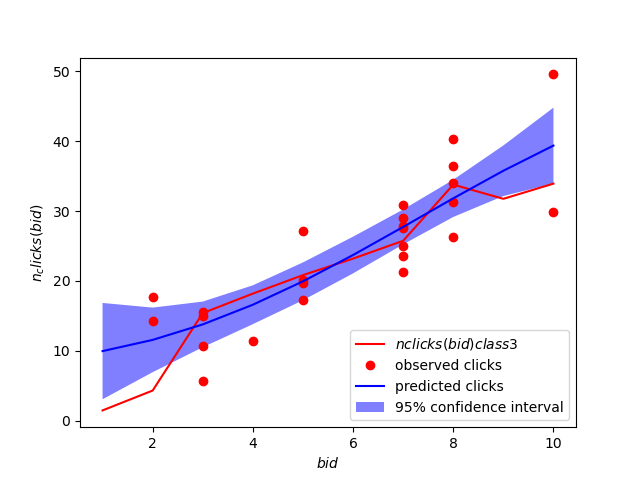 50
40
30
20
10
0
n_clicks(bid)
2
4
6
8
10
bid
nclicks(bid)class3
observed clicks
predicted clicks
95% confidence interval